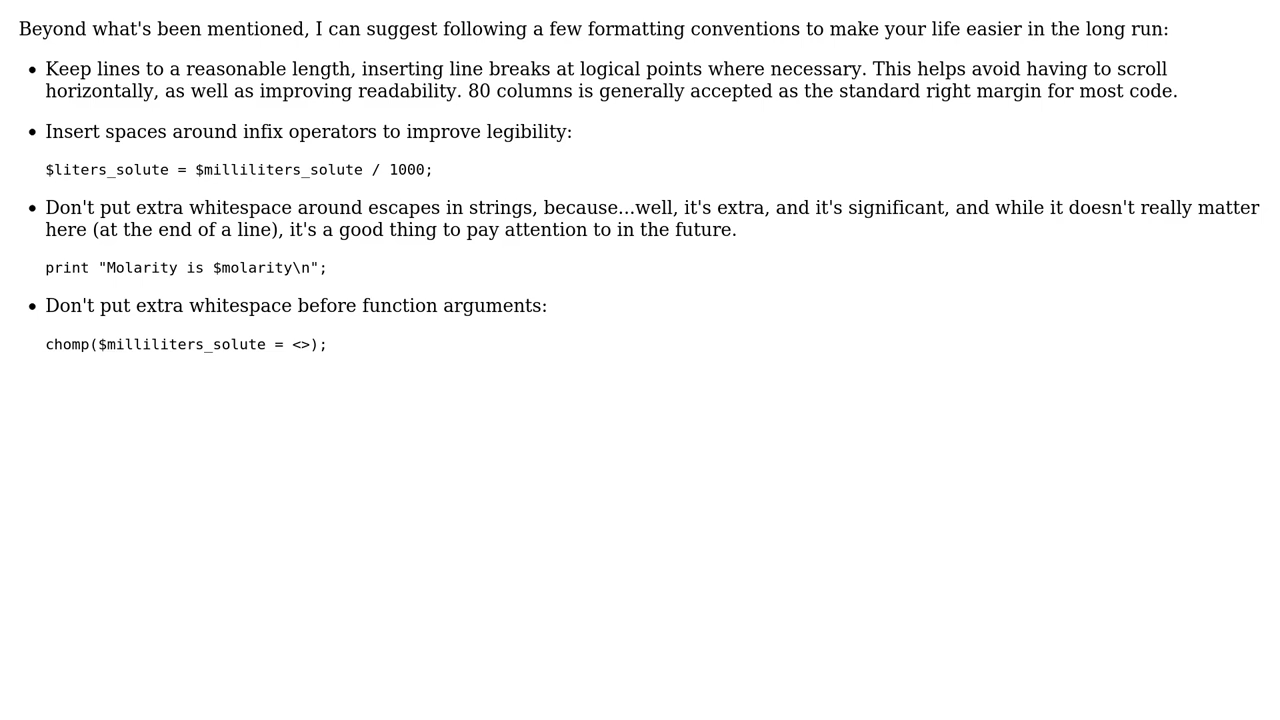 Beyond what's been mentioned, I can suggest following a few formatting conventions to make your life easier in the long run:
• Keep lines to a reasonable length, inserting line breaks at logical points where necessary. This helps avoid having to scroll
horizontally, as well as improving readability. 80 columns is generally accepted as the standard right margin for most code.
• Insert spaces around infix operators to improve legibility:
$liters_solute = $milliliters_solute / 1000;
• Don't put extra whitespace around escapes in strings, because...well, it's extra, and it's significant, and while it doesn't really matter
here (at the end of a line), it's a good thing to pay attention to in the future.
print "Molarity is $molarity\n";
• Don't put extra whitespace before function arguments:
chomp($milliliters_solute = <>);